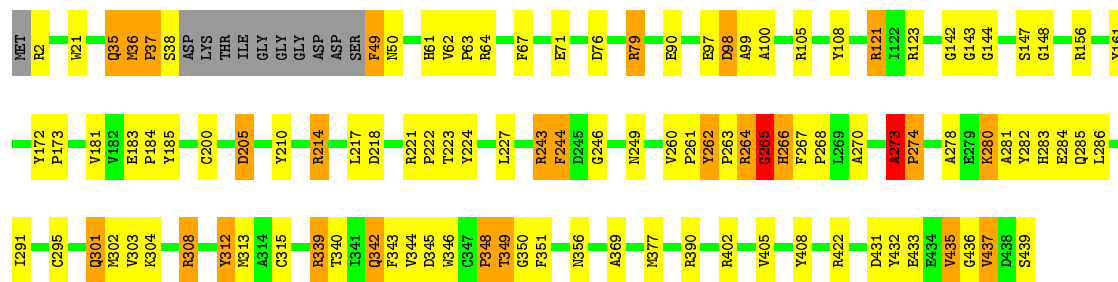 MET R2 W21 Q35 M36 P37 S38 ASP LYS THR ILE GLY GLY GLY ASP ASP SER F49 N50 H61 V62 P63 R64 F67 E71 D76 R79 E90 E97 D98 A99 A100 R105 Y108 R121 I122 R123 G142 G143 G144 S147 G148 R156 Y161
Y172 P173 V181 V182 E183 P184 Y185 C200 D205 Y210 R214 L217 D218 R221 P222 T223 Y224 L227 R243 F244 D245 G246 N249 V260 P261 Y262 P263 R264 G265 H266 F267 P268 L269 A270 A273 P274 A278 E279 K280 A281 Y282 H283 E284 Q285 L286
I291 C295 Q301 M302 V303 K304 R308 Y312 M313 A314 C315 R339 T340 I341 Q342 F343 V344 D345 W346 C347 P348 T349 G350 F351 N356 A369 M377 R390 R402 V405 Y408 R422 D431 Y432 E433 E434 V435 G436 V437 D438 S439